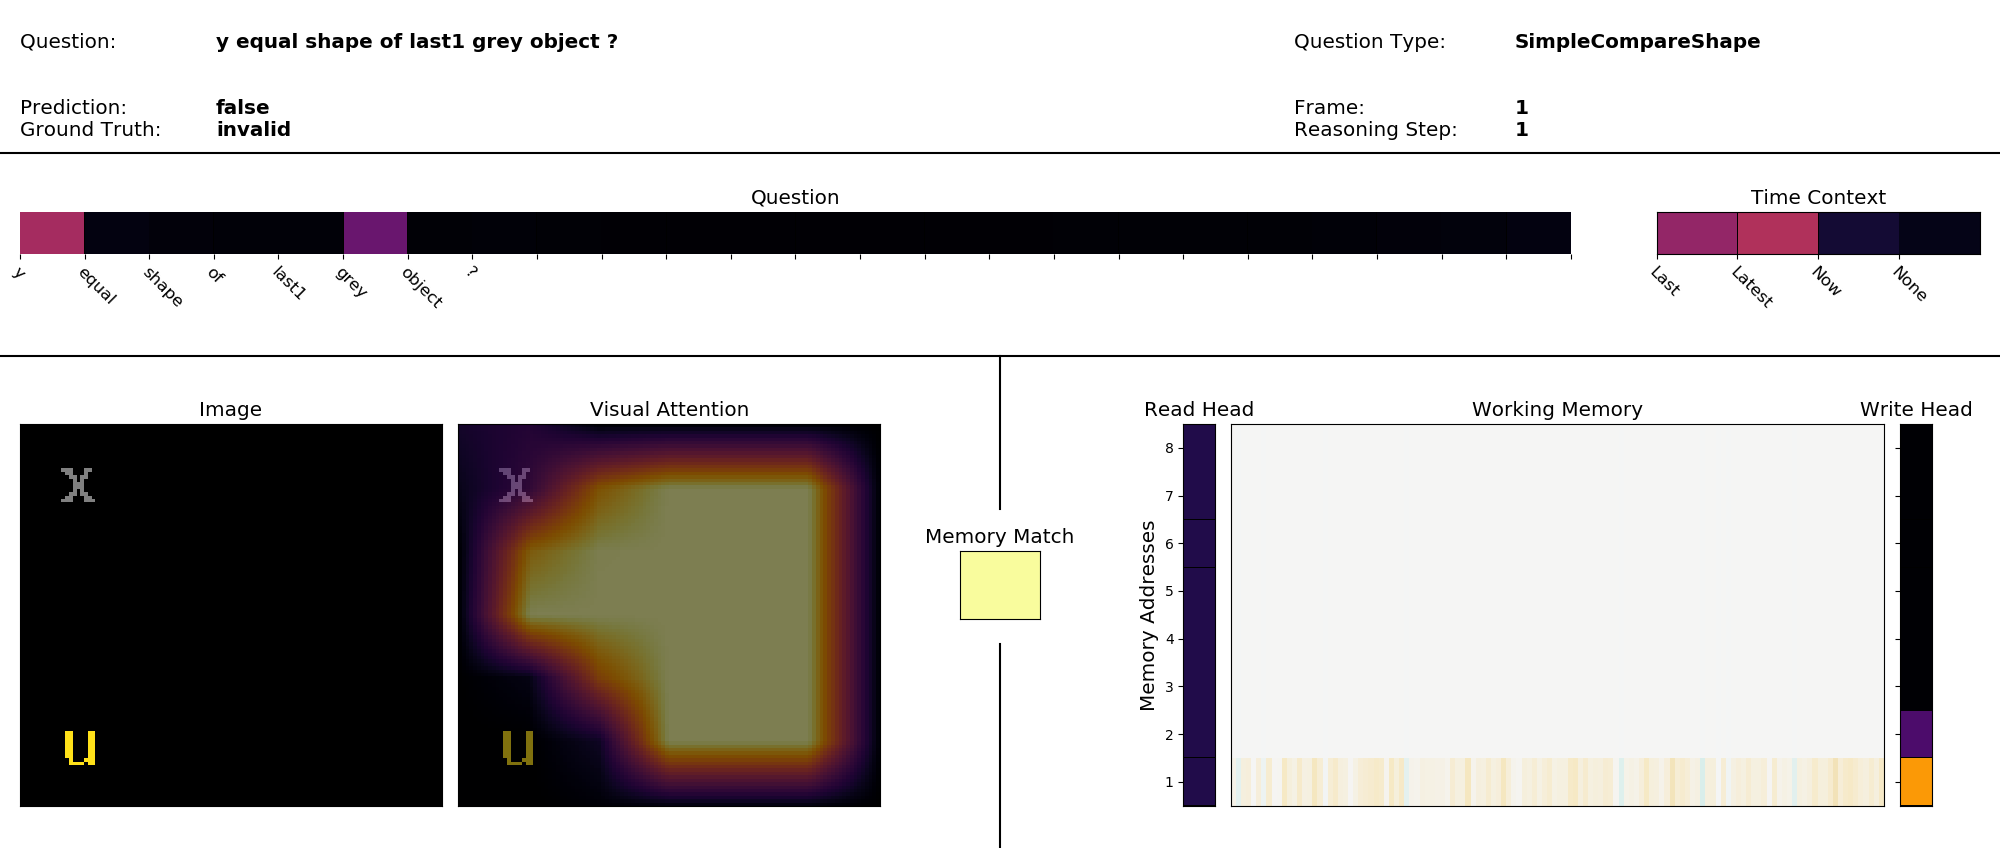 Question: y equal shape of last1 grey object ? Question Type: SimpleCompareShape
Prediction: false Frame: 1
Ground Truth: invalid Reasoning Step: 1
Question Time Context
y equal shape of last1 grey object ? Last Latest Now None
Image Visual Attention Read Head Working Memory Write Head
Memory Match
Memory Addresses
8
7
6
5
4
3
2
1
x x
u u